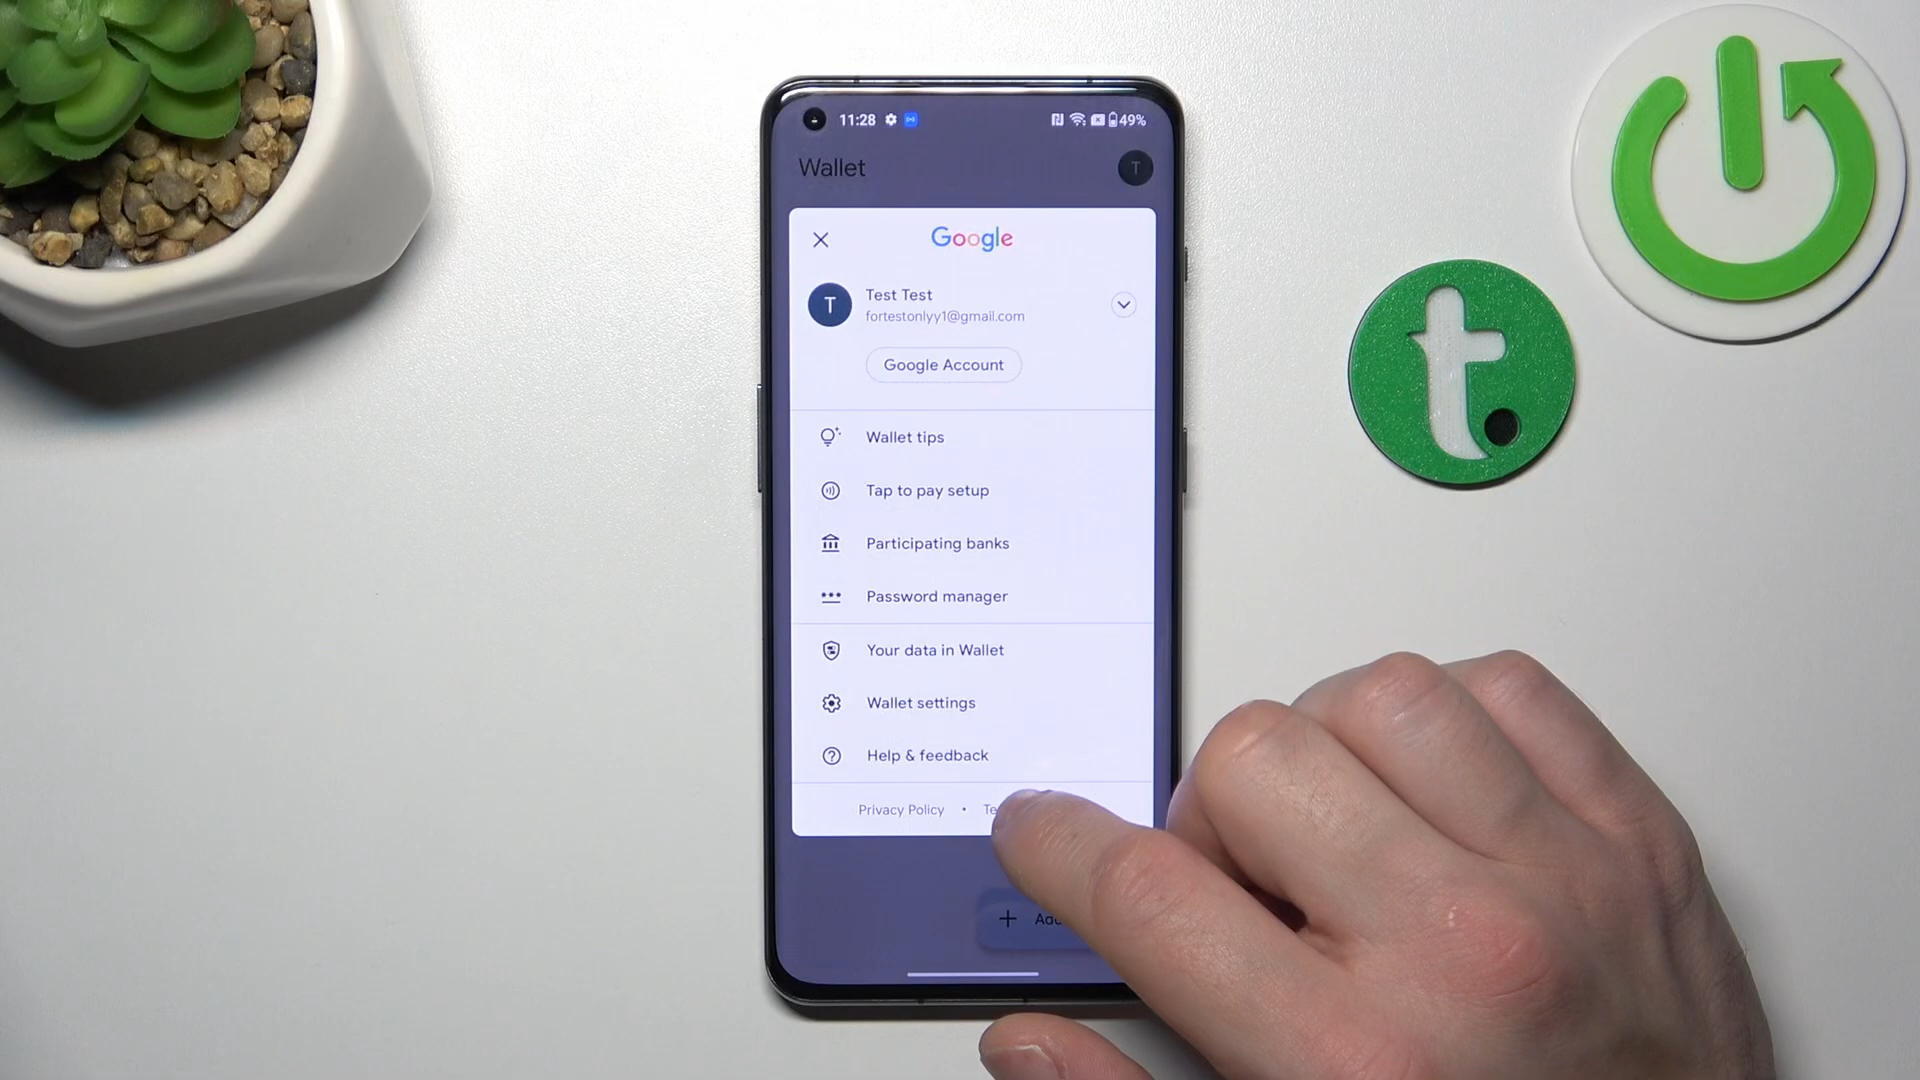 11:28 49%
Wallet T
Google
T Test Test
fortestonlyy1@gmail.com
Google Account
Wallet tips
Tap to pay setup
Participating banks
Password manager
Your data in Wallet
Wallet settings
Help & feedback
Privacy Policy •
+
t.